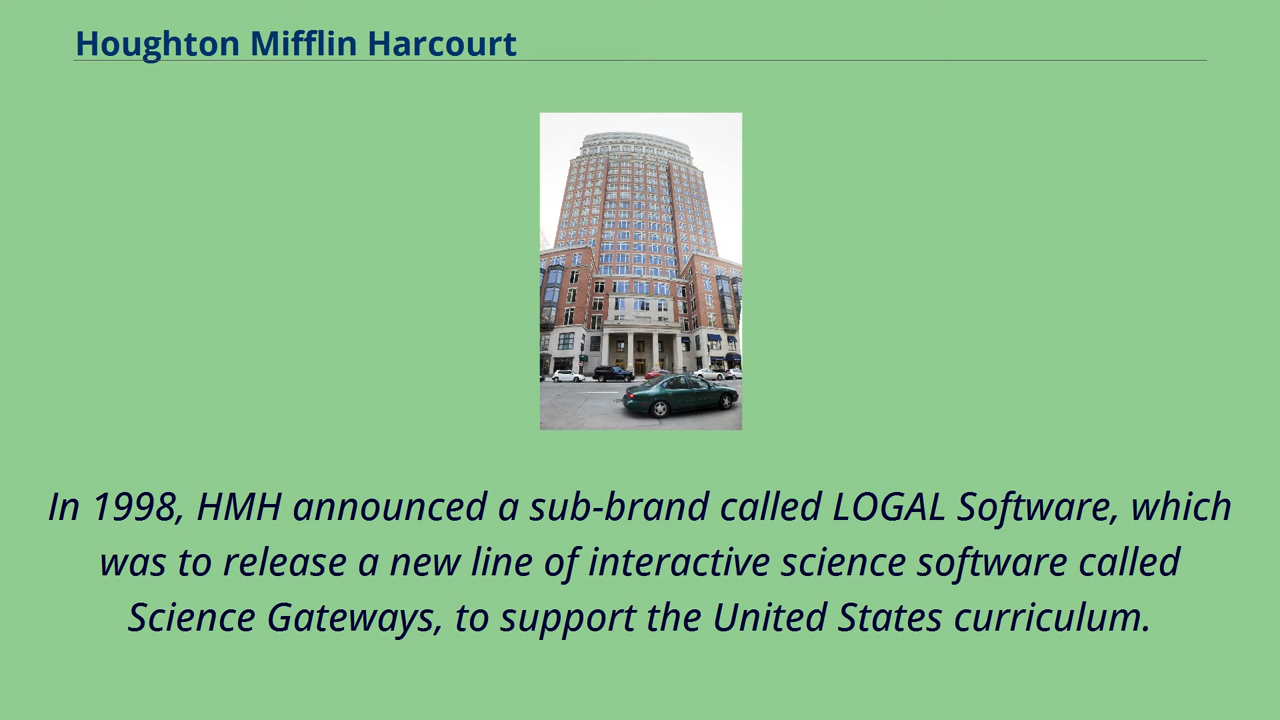 Houghton Mifflin Harcourt
In 1998, HMH announced a sub-brand called LOGAL Software, which
was to release a new line of interactive science software called
Science Gateways, to support the United States curriculum.